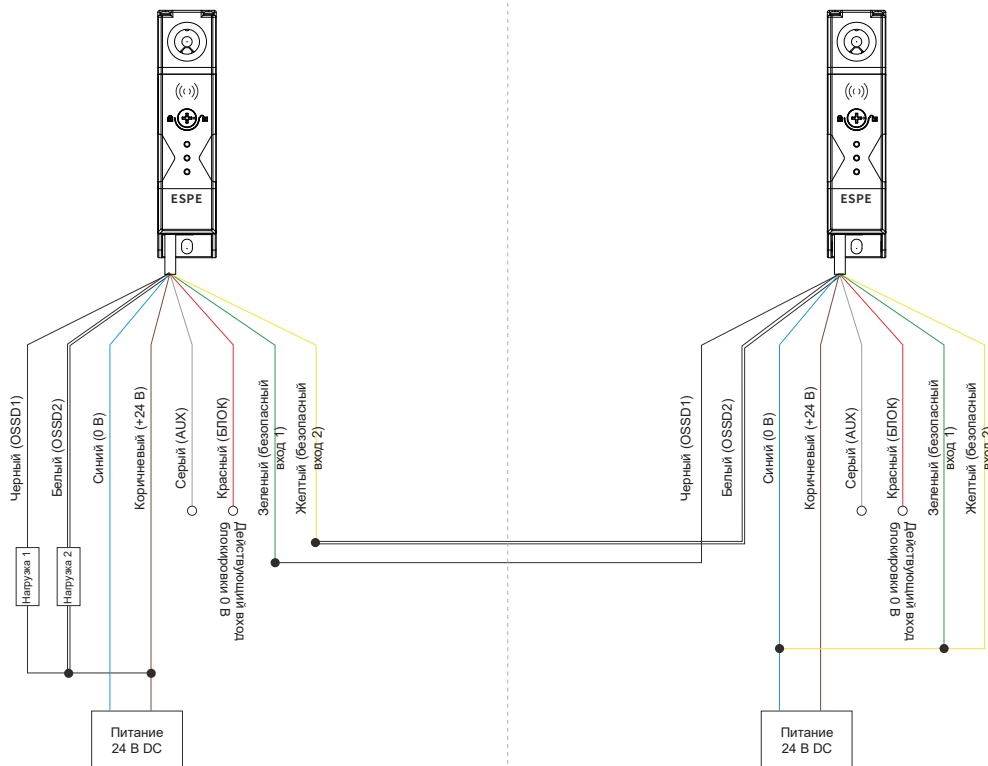 ESPE
Черный (OSSD1)
Белый (OSSD2)
Синий (0 В)
Коричневый (+24 В)
Серый (AUX)
Красный (БЛОК)
Зеленый (безопасный
вход 1)
Желтый (безопасный
вход 2)
Нагрузка 1
Нагрузка 2
Действующий вход
блокировки 0 В
Питание
24 В DC
ESPE
Черный (OSSD1)
Белый (OSSD2)
Синий (0 В)
Коричневый (+24 В)
Серый (AUX)
Красный (БЛОК)
Зеленый (безопасный
вход 1)
Желтый (безопасный
вход 2)
Действующий вход
блокировки 0 В
Питание
24 В DC